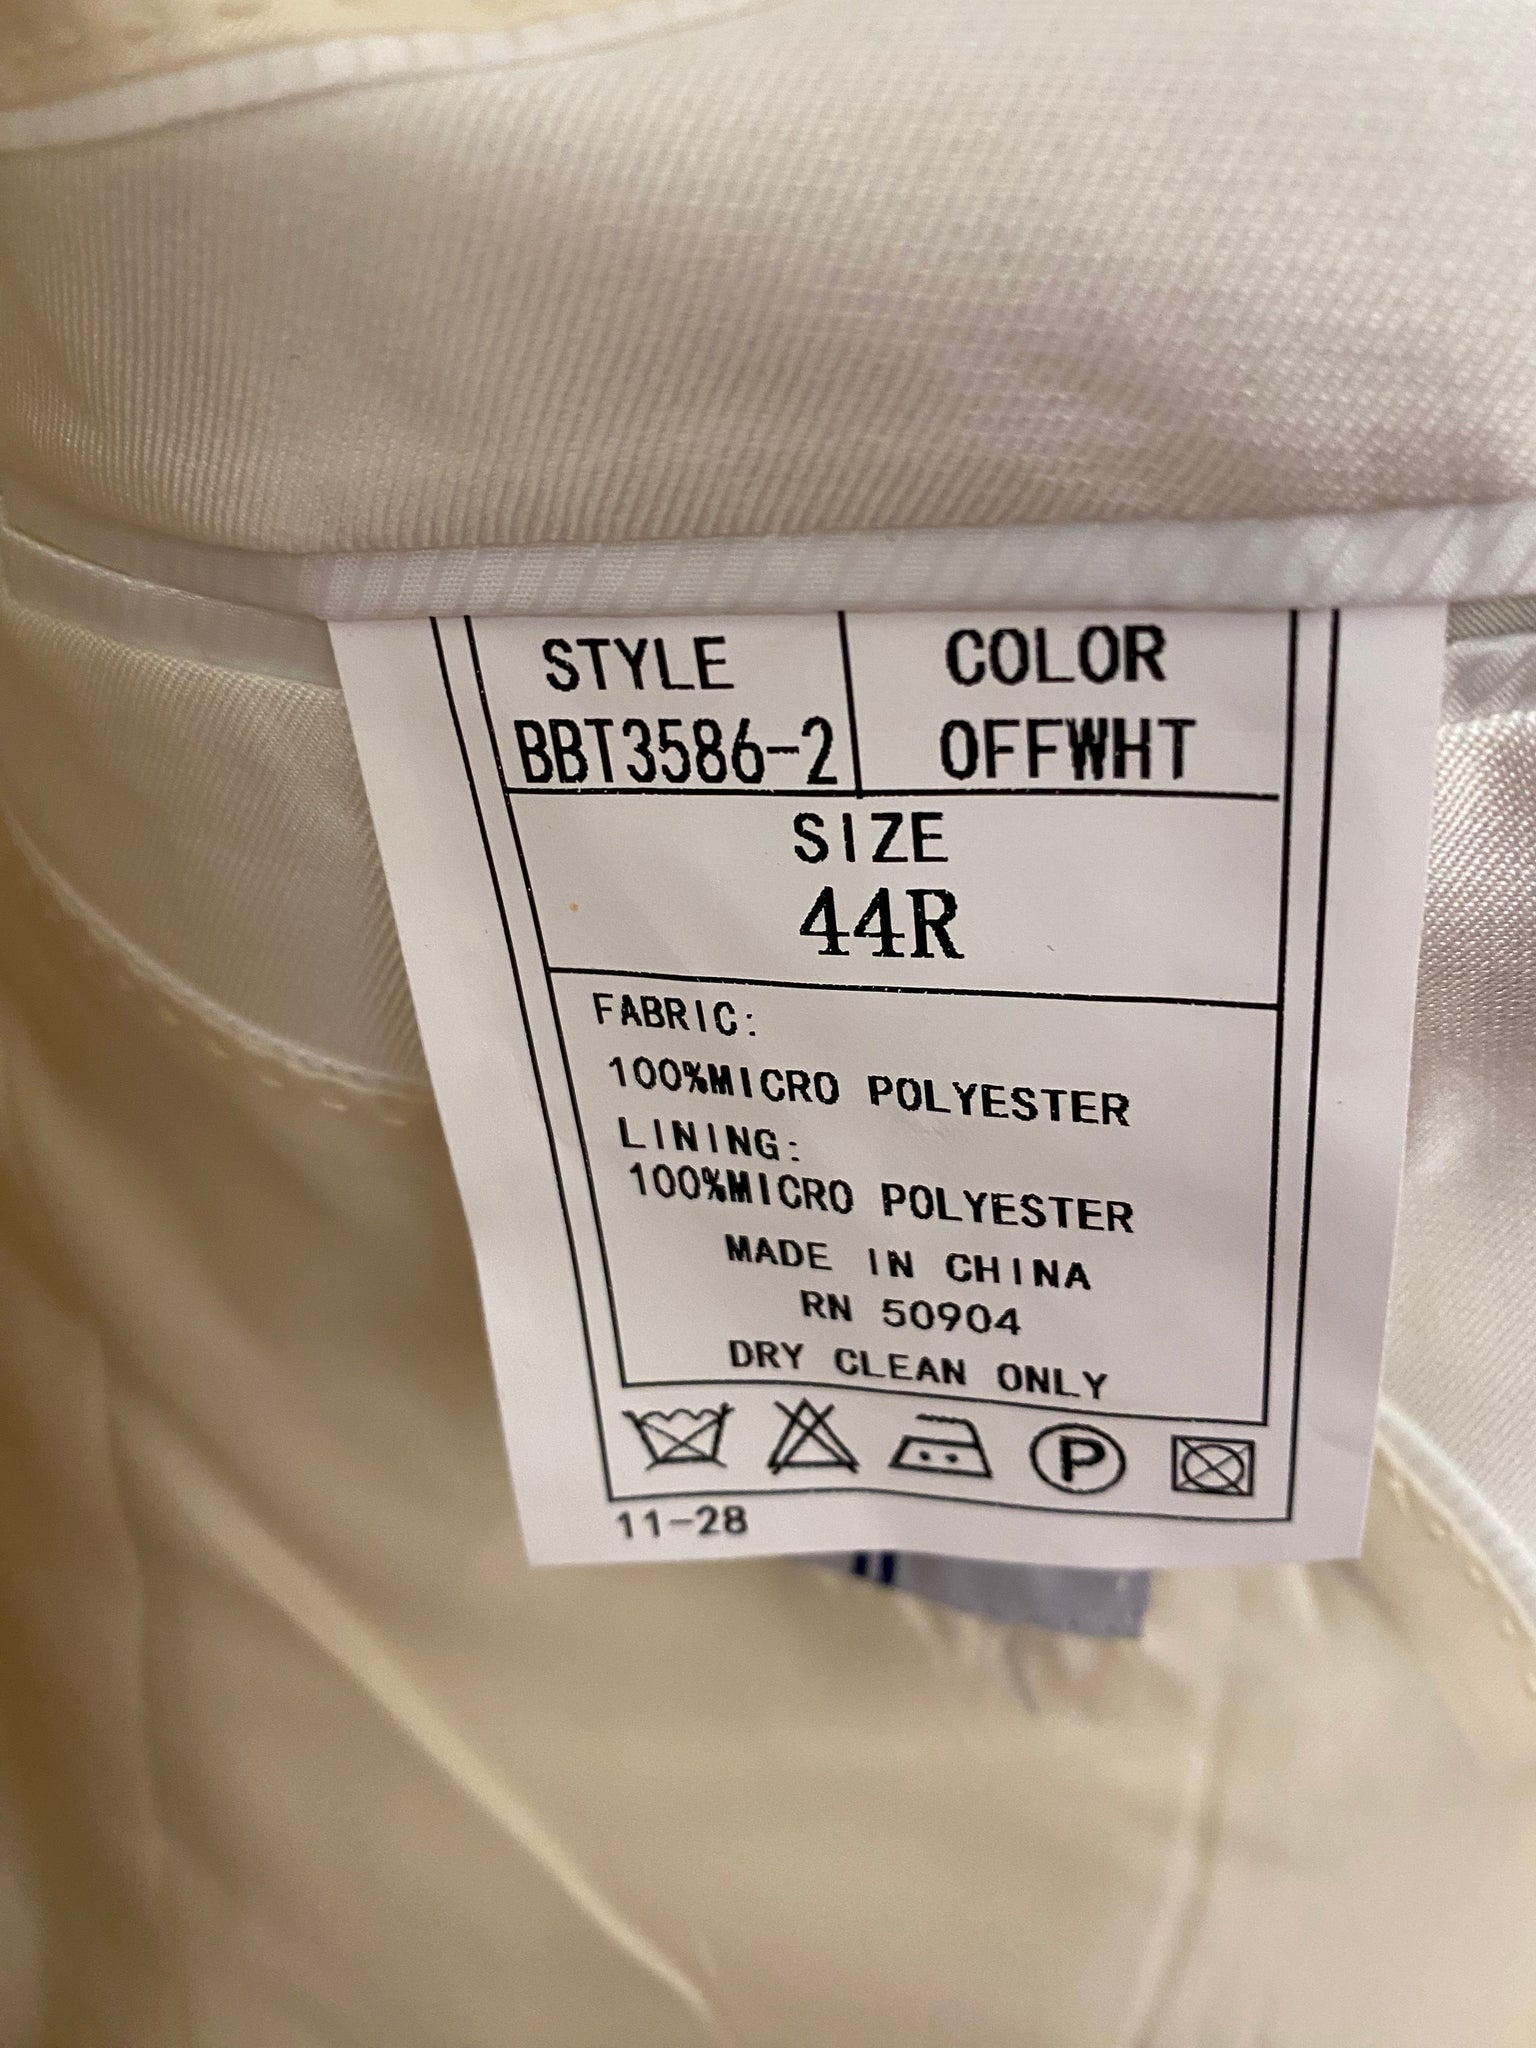 STYLE COLOR
BBT3586-2 OFFWHT
SIZE
44R
FABRIC:
100%MICRO POLYESTER
LINING:
100%MICRO POLYESTER
MADE IN CHINA
RN 50904
DRY CLEAN ONLY
P
11-28